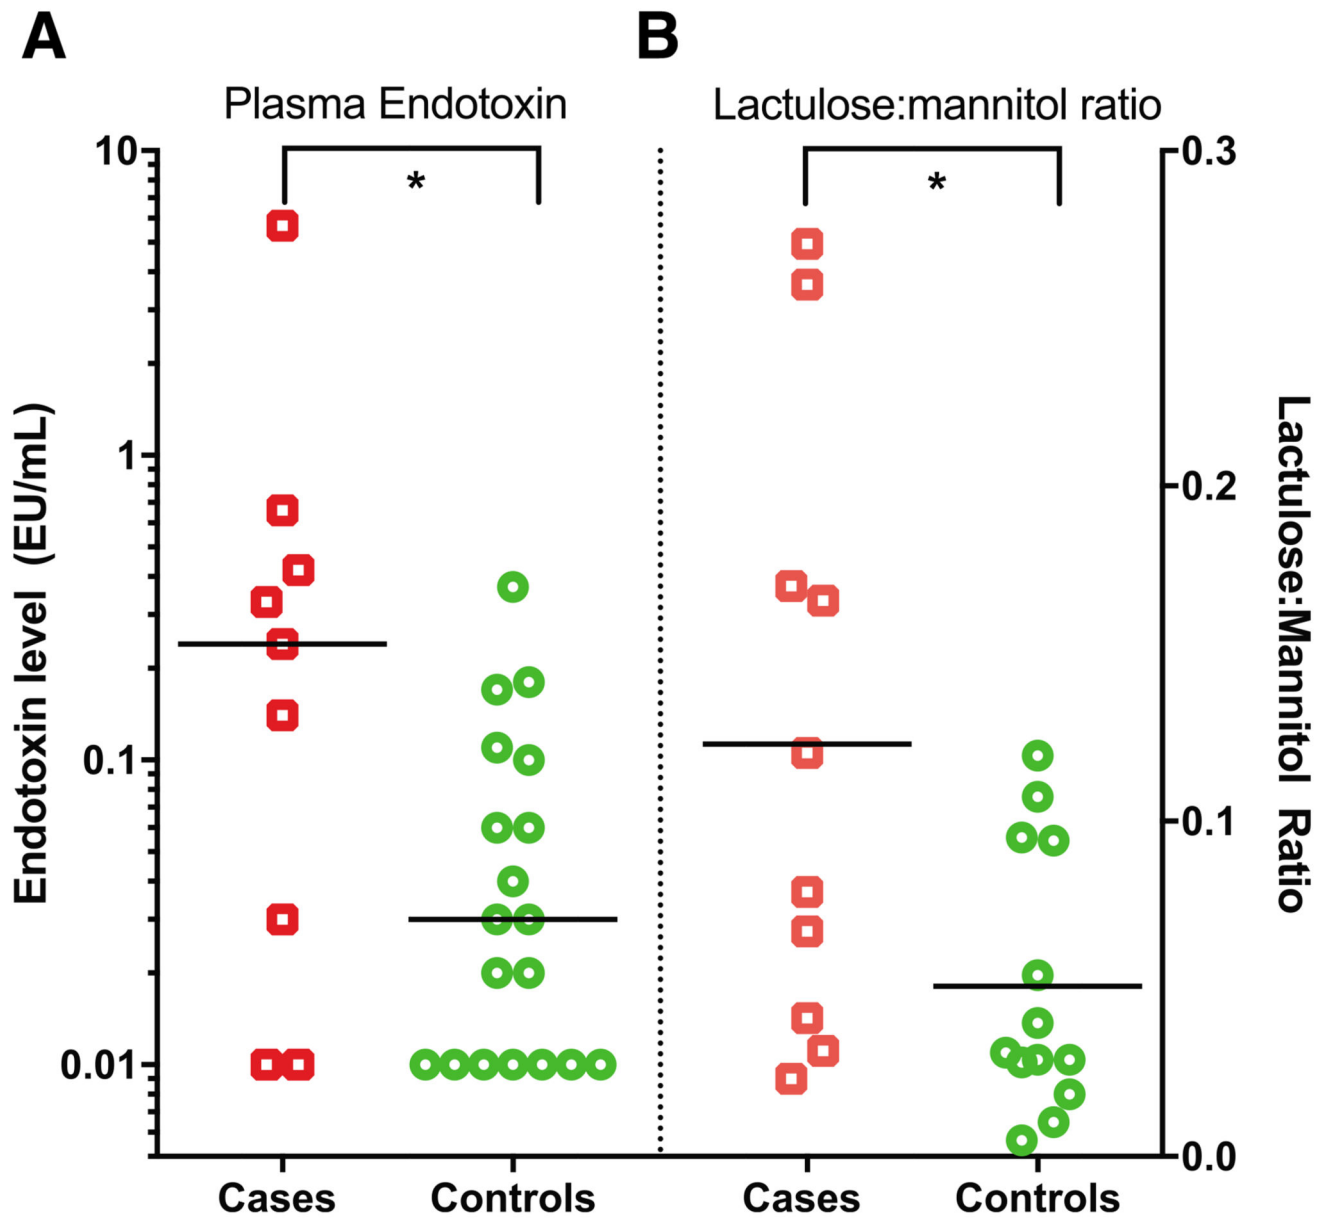 A
B
Plasma Endotoxin
Lactulose:mannitol ratio
*
*
10
1
0.1
0.01
Endotoxin level (EU/mL)
0.3
0.2
0.1
0.0
Lactulose:Mannitol Ratio
Cases
Controls
Cases
Controls